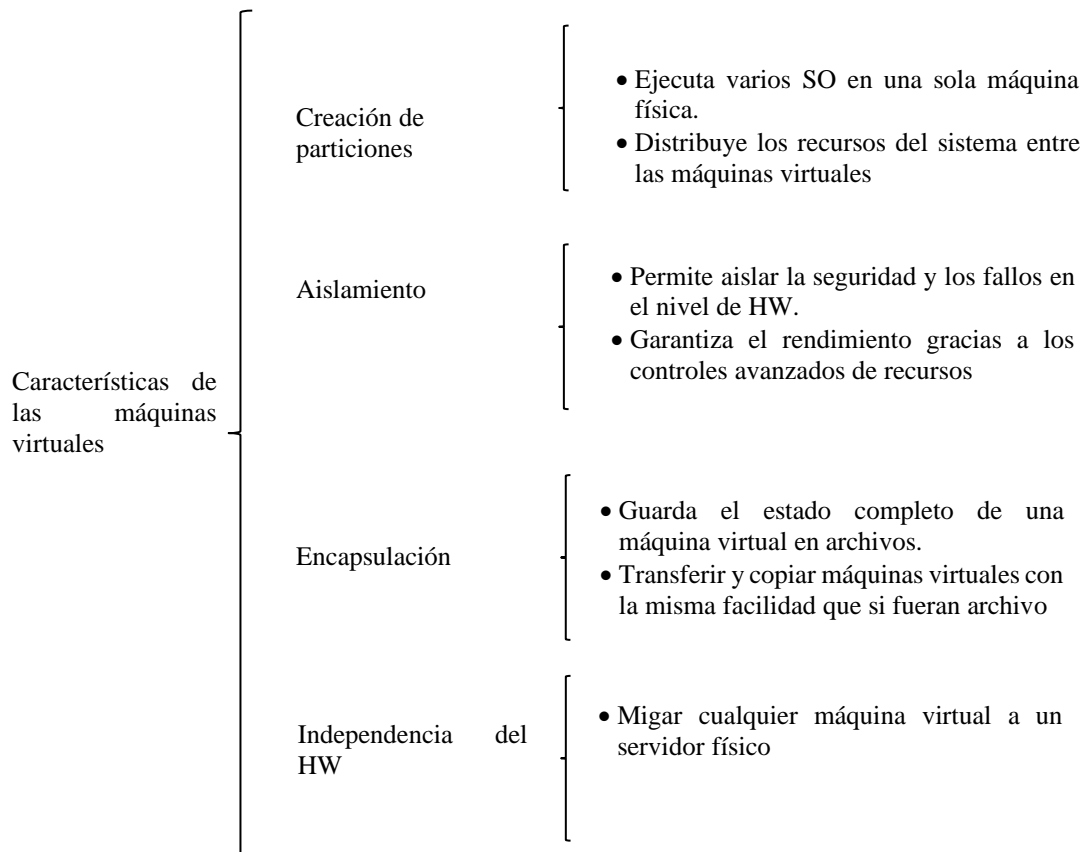 Características de
las máquinas
virtuales
Creación de
particiones
• Ejecuta varios SO en una sola máquina
física.
• Distribuye los recursos del sistema entre
las máquinas virtuales
Aislamiento
• Permite aislar la seguridad y los fallos en
el nivel de HW.
• Garantiza el rendimiento gracias a los
controles avanzados de recursos
Encapsulación
• Guarda el estado completo de una
máquina virtual en archivos.
• Transferir y copiar máquinas virtuales con
la misma facilidad que si fueran archivo
Independencia del
HW
• Migar cualquier máquina virtual a un
servidor físico